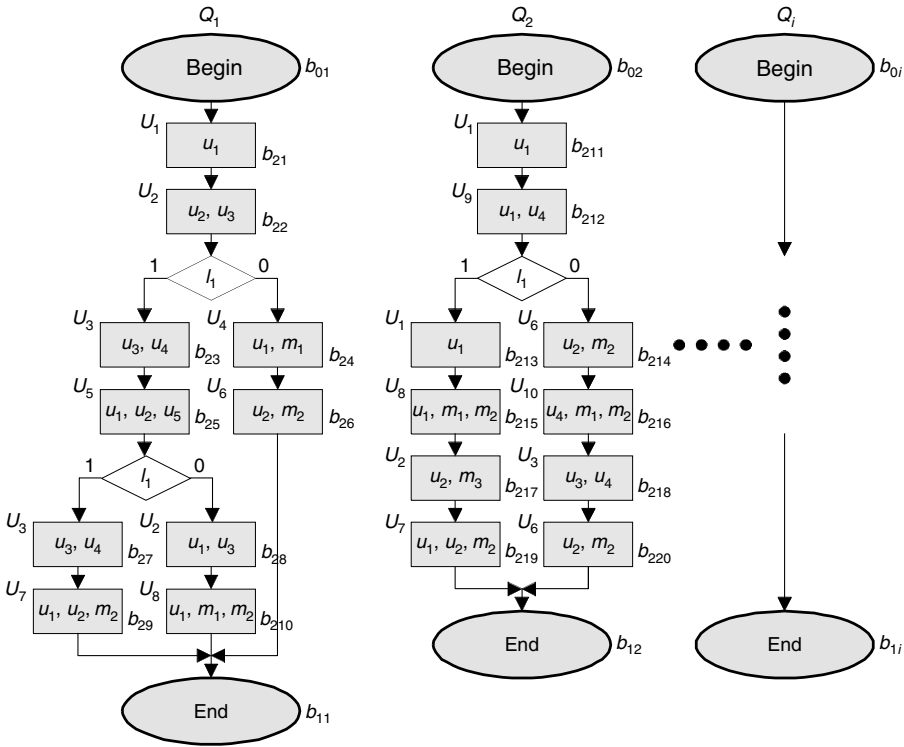 Q1 Q2 Qi
Begin b01 Begin b02 Begin b0i
U1 u1 b21 U1 u1 b211
U2 u2, u3 b22 U9 u1, u4 b212
1 l1 0 1 l1 0
U3 u3, u4 b23 U4 u1, m1 b24 U1 u1 b213 U6 u2, m2 b214
U5 u1, u2, u5 b25 U6 u2, m2 b26 U8 u1, m1, m2 b215 U10 u4, m1, m2 b216
1 l1 0 U2 u2, m3 b217 U3 u3, u4 b218
U3 u3, u4 b27 U2 u1, u3 b28 U7 u1, u2, m2 b219 U6 u2, m2 b220
U7 u1, u2, m2 b29 U8 u1, m1, m2 b210
End b12 End b1i
End b11